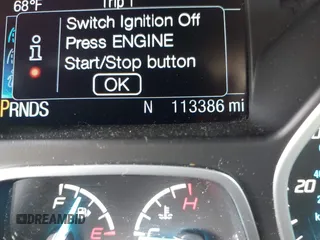 68°F Trip 1
Switch Ignition Off
Press ENGINE
Start/Stop button
OK
PRNDS N 113386 mi
F H
E C
20
DREAMBID